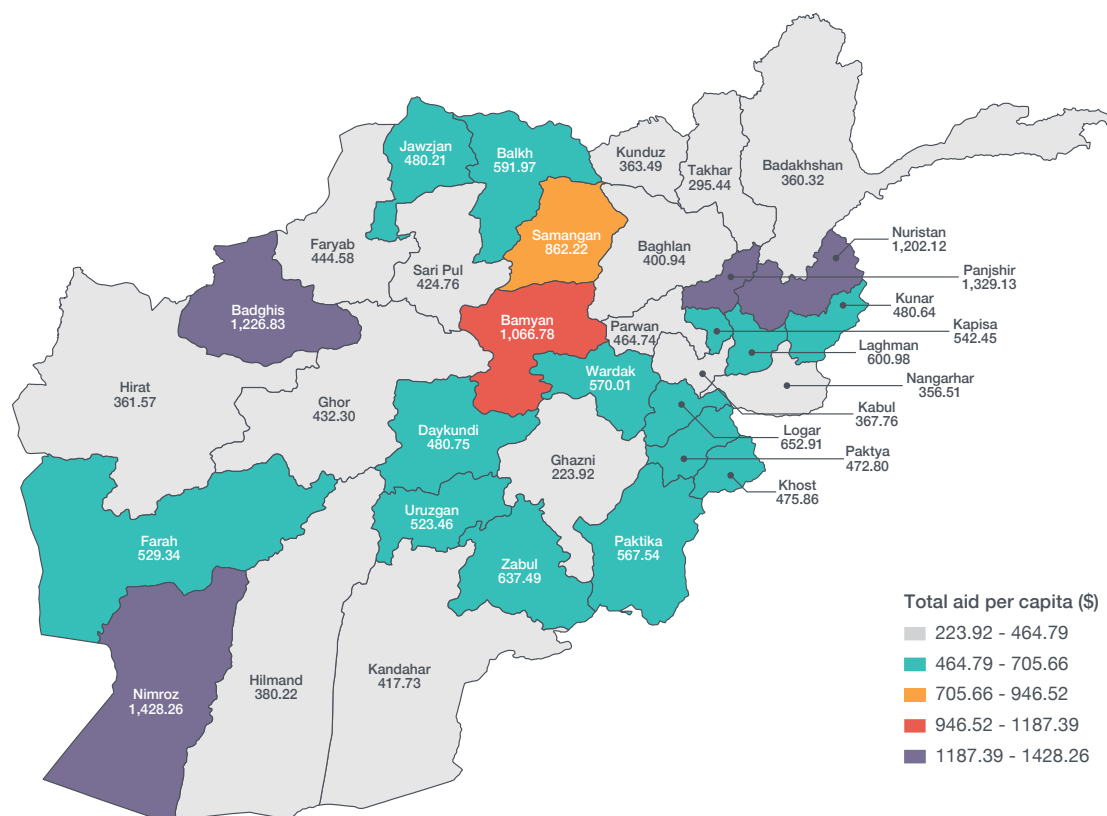 Jawzjan
480.21
Balkh
591.97
Kunduz
363.49
Takhar
295.44
Badakhshan
360.32
Faryab
444.58
Sari Pul
424.76
Samangan
862.22
Baghlan
400.94
Nuristan
1,202.12
Panjshir
1,329.13
Badghis
1,226.83
Bamyan
1,066.78
Parwan
464.74
Kunar
480.64
Kapisa
542.45
Laghman
600.98
Wardak
570.01
Nangarhar
356.51
Hirat
361.57
Ghor
432.30
Kabul
367.76
Daykundi
480.75
Logar
652.91
Ghazni
223.92
Paktya
472.80
Khost
475.86
Uruzgan
523.46
Farah
529.34
Zabul
637.49
Paktika
567.54
Nimroz
1,428.26
Hilmand
380.22
Kandahar
417.73
Total aid per capita ($)
223.92 - 464.79
464.79 - 705.66
705.66 - 946.52
946.52 - 1187.39
1187.39 - 1428.26